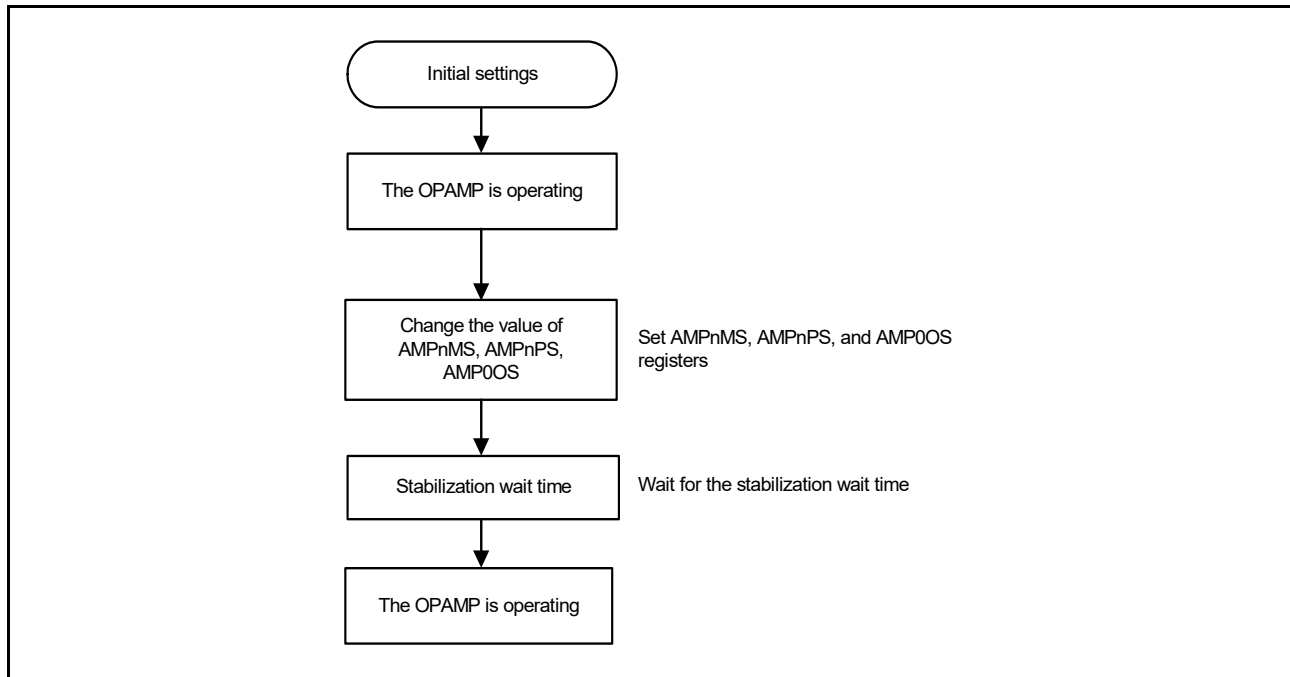 Initial settings
The OPAMP is operating
Change the value of
AMPnMS, AMPnPS,
AMP0OS
Set AMPnMS, AMPnPS, and AMP0OS
registers
Stabilization wait time
Wait for the stabilization wait time
The OPAMP is operating